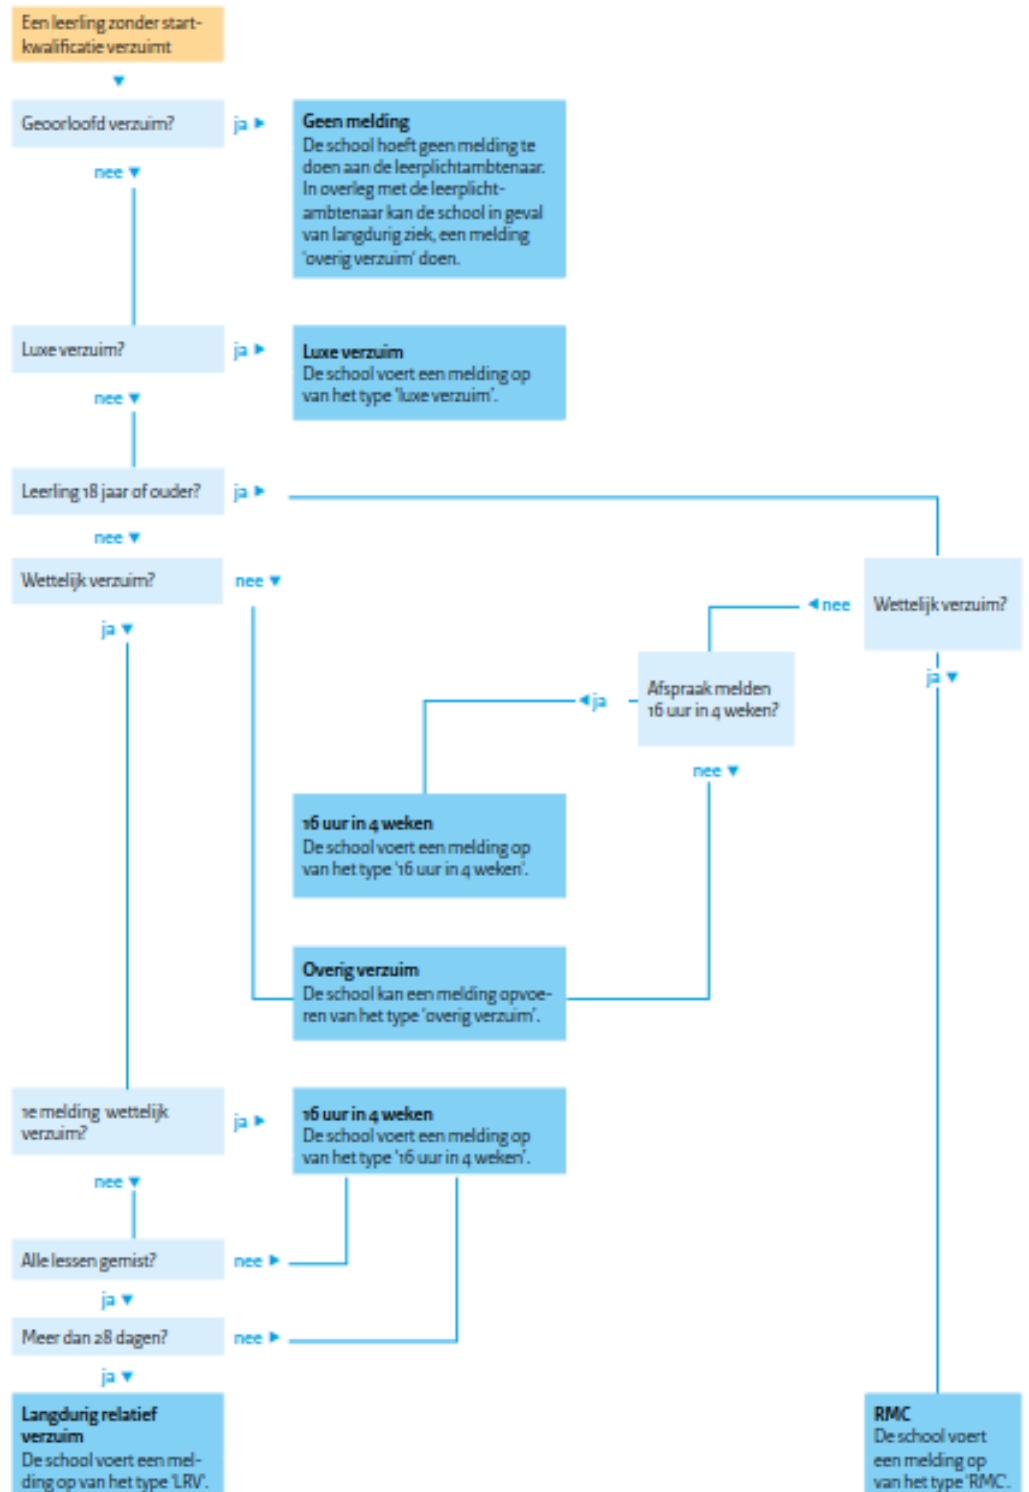 Een leerling zonder start-
kwalificatie verzuimt
Geoorloofd verzuim?
ja
Geen melding
De school hoeft geen melding te
doen aan de leerplichtambtenaar.
In overleg met de leerplicht-
ambtenaar kan de school in geval
van langdurig ziek, een melding
'overig verzuim' doen.
nee
Luxe verzuim?
ja
Luxe verzuim
De school voert een melding op
van het type 'luxe verzuim'.
nee
Leerling 18 jaar of ouder?
ja
nee
Wettelijk verzuim?
nee
nee
Wettelijk verzuim?
ja
ja
Afspraak melden
16 uur in 4 weken?
ja
nee
16 uur in 4 weken
De school voert een melding op
van het type '16 uur in 4 weken'.
Overig verzuim
De school kan een melding opvoe-
ren van het type 'overig verzuim'.
1e melding wettelijk
verzuim?
ja
16 uur in 4 weken
De school voert een melding op
van het type '16 uur in 4 weken'.
nee
Alle lessen gemist?
nee
ja
Meer dan 28 dagen?
nee
ja
Langdurig relatief
verzuim
De school voert een mel-
ding op van het type 'LRV'.
RMC
De school voert
een melding op
van het type 'RMC'.